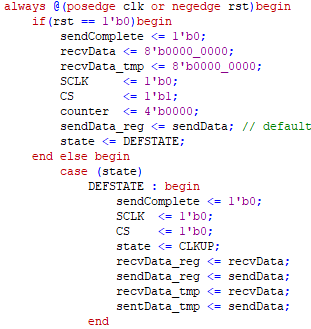 always @(posedge clk or negedge rst)begin
    if(rst == 1'b0)begin
        sendComplete <= 1'b0;
        recvData <= 8'b0000_0000;
        recvData_tmp <= 8'b0000_0000;
        SCLK     <= 1'b0;
        CS       <= 1'b1;
        counter  <= 4'b0000;
        sendData_reg <= sendData; // default
        state <= DEFSTATE;
    end else begin
        case (state)
            DEFSTATE : begin
                sendComplete <= 1'b0;
                SCLK  <= 1'b0;
                CS    <= 1'b0;
                state <= CLKUP;
                recvData_reg <= recvData;
                sendData_reg <= sendData;
                recvData_tmp <= recvData;
                sentData_tmp <= sendData;
            end